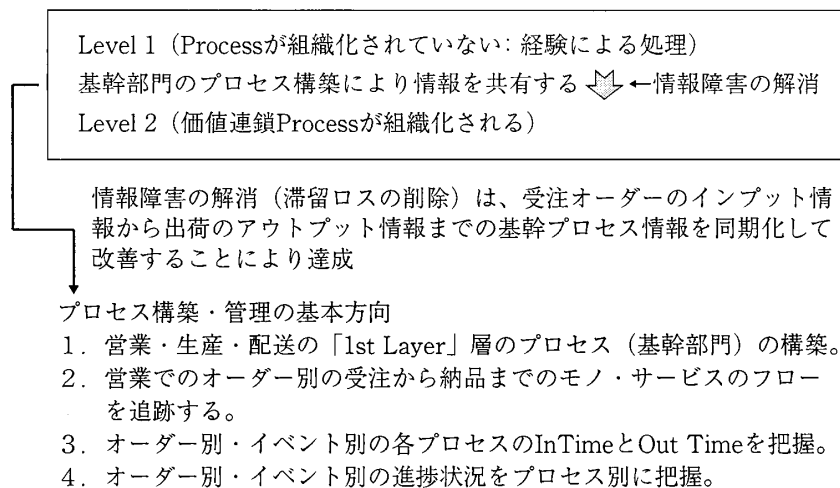 Level 1（Processが組織化されていない: 経験による処理）
基幹部門のプロセス構築により情報を共有する ←情報障害の解消
Level 2（価値連鎖Processが組織化される）
情報障害の解消（滞留ロスの削除）は、受注オーダーのインプット情
報から出荷のアウトプット情報までの基幹プロセス情報を同期化して
改善することにより達成
プロセス構築・管理の基本方向
1．営業・生産・配送の「1st Layer」層のプロセス（基幹部門）の構築。
2．営業でのオーダー別の受注から納品までのモノ・サービスのフロー
を追跡する。
3．オーダー別・イベント別の各プロセスのInTimeとOut Timeを把握。
4．オーダー別・イベント別の進捗状況をプロセス別に把握。